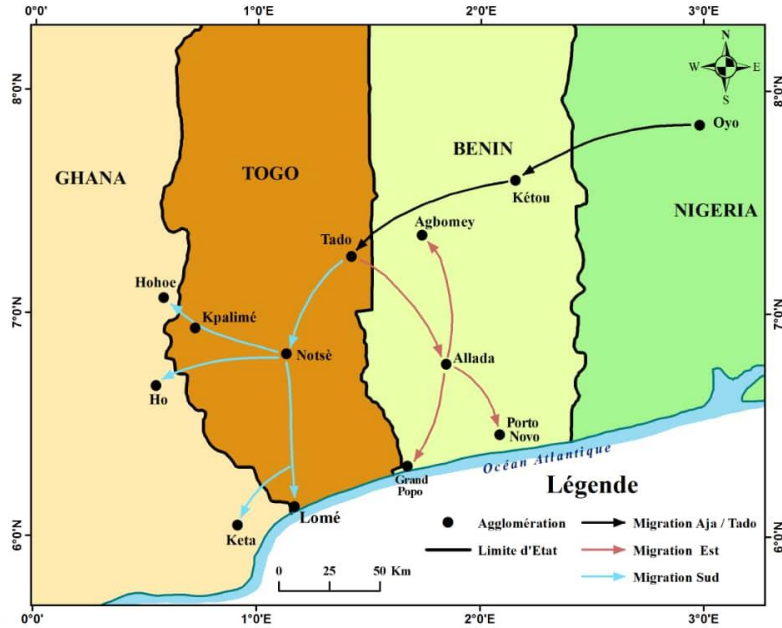 0°0'
1°0'E
2°0'E
3°0'E
8°0'
8°0'
N
W
E
S
Oyo
BENIN
GHANA
TOGO
Kétou
NIGERIA
Agbomey
Tado
Hohoe
7°0'
7°0'
Kpalimé
Notsè
Allada
Ho
Porto
Novo
Océan Atlantique
Grand
Popo
Légende
Lomé
Keta
6°0'
6°0'
Agglomération
Migration Aja / Tado
Limite d'Etat
Migration Est
Migration Sud
0 25 50 Km
0°0'
1°0'E
2°0'E
3°0'E